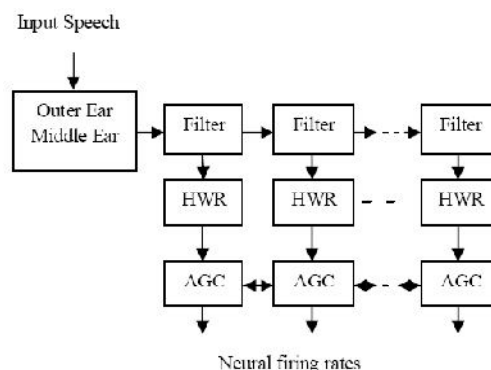 Input Speech
Outer Ear
Middle Ear
Filter
Filter
Filter
HWR
HWR
HWR
AGC
AGC
AGC
Neural firing rates